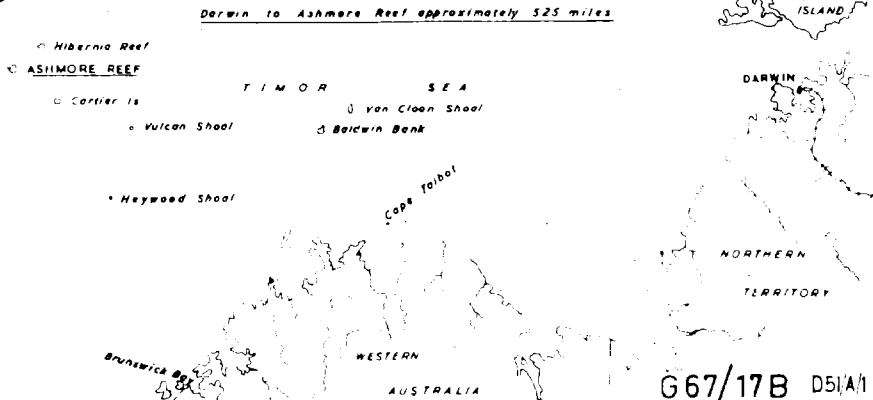 Darwin to Ashmore Reef approximately 525 miles
ISLAND
Hibernia Reef
ASHMORE REEF
DARWIN
TIMOR SEA
Cartier Is
Van Cloon Shoal
Vulcan Shoal
Baldwin Bank
Heywood Shoal
Cape Talbot
NORTHERN
TERRITORY
Brunswick Bay
WESTERN
AUSTRALIA
G67/17B D51/A/1